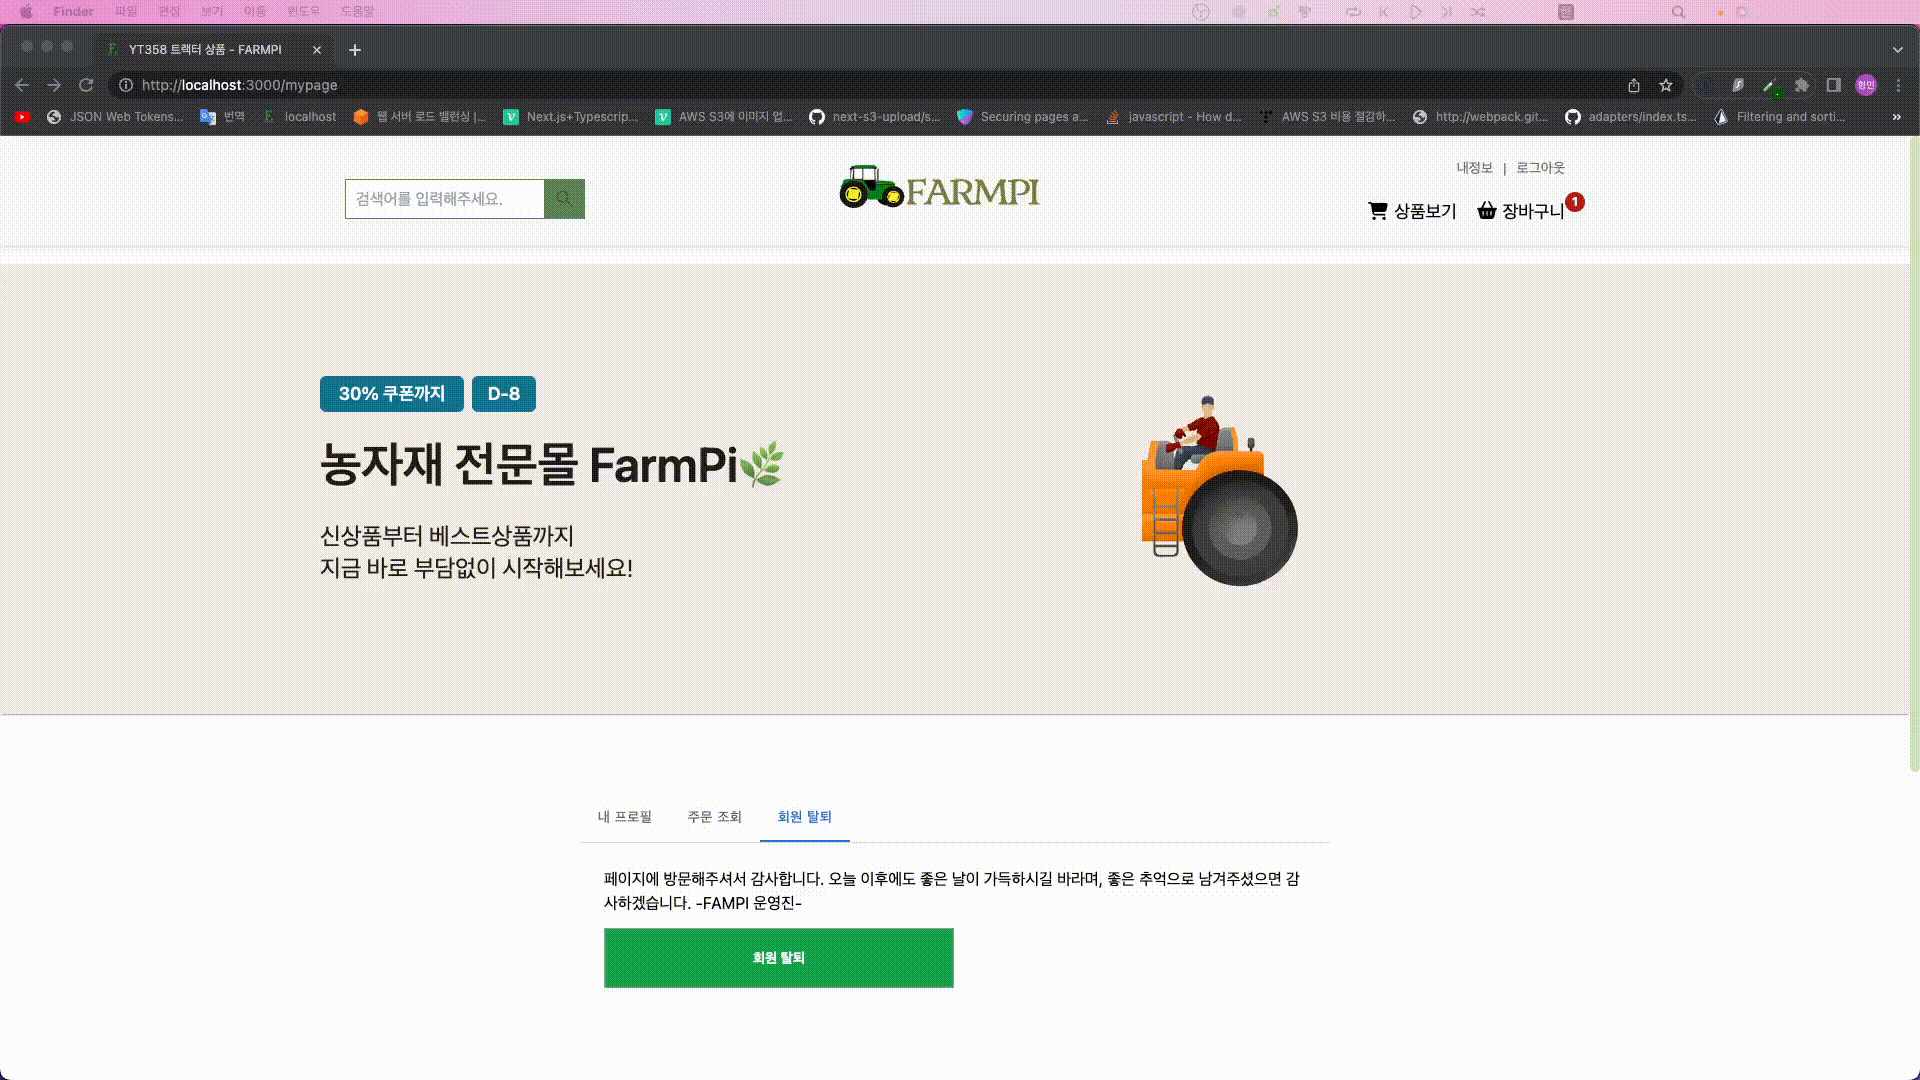 Finder 파일 편집 보기 이동 윈도우 도움말
YT358 트랙터 상품 - FARMPI
http://localhost:3000/mypage
형민
JSON Web Tokens... 번역 localhost 웹 서버 로드 밸런싱 |... Next.js+Typescrip... AWS S3에 이미지 업... next-s3-upload/s... Securing pages a... javascript - How d... AWS S3 비용 절감하... http://webpack.git... adapters/index.ts... Filtering and sorti...
내정보 | 로그아웃
검색어를 입력해주세요.
FARMPI
상품보기 장바구니 1
30% 쿠폰까지 D-8
농자재 전문몰 FarmPi
신상품부터 베스트상품까지
지금 바로 부담없이 시작해보세요!
내 프로필 주문 조회 회원 탈퇴
페이지에 방문해주셔서 감사합니다. 오늘 이후에도 좋은 날이 가득하시길 바라며, 좋은 추억으로 남겨주셨으면 감
사하겠습니다. -FAMPI 운영진-
회원 탈퇴